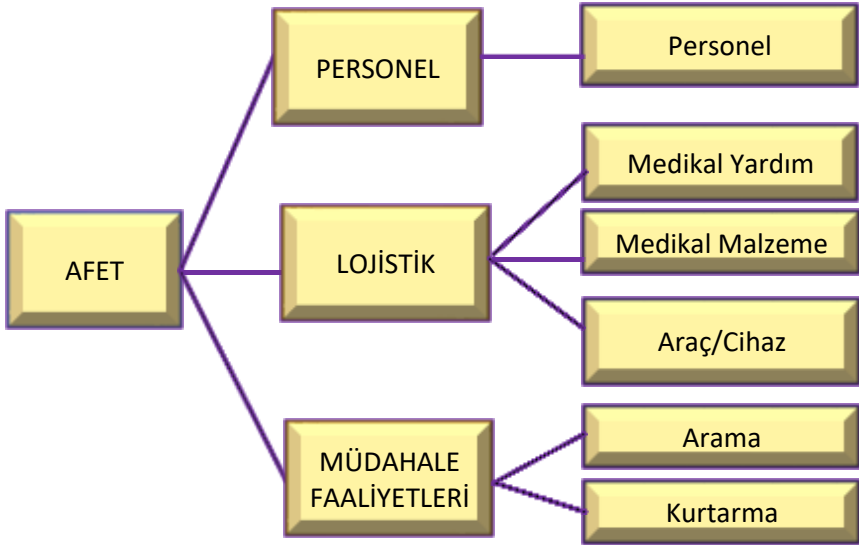 AFET
PERSONEL
Personel
LOJİSTİK
Medikal Yardım
Medikal Malzeme
Araç/Cihaz
MÜDAHALE
FAALİYETLERİ
Arama
Kurtarma